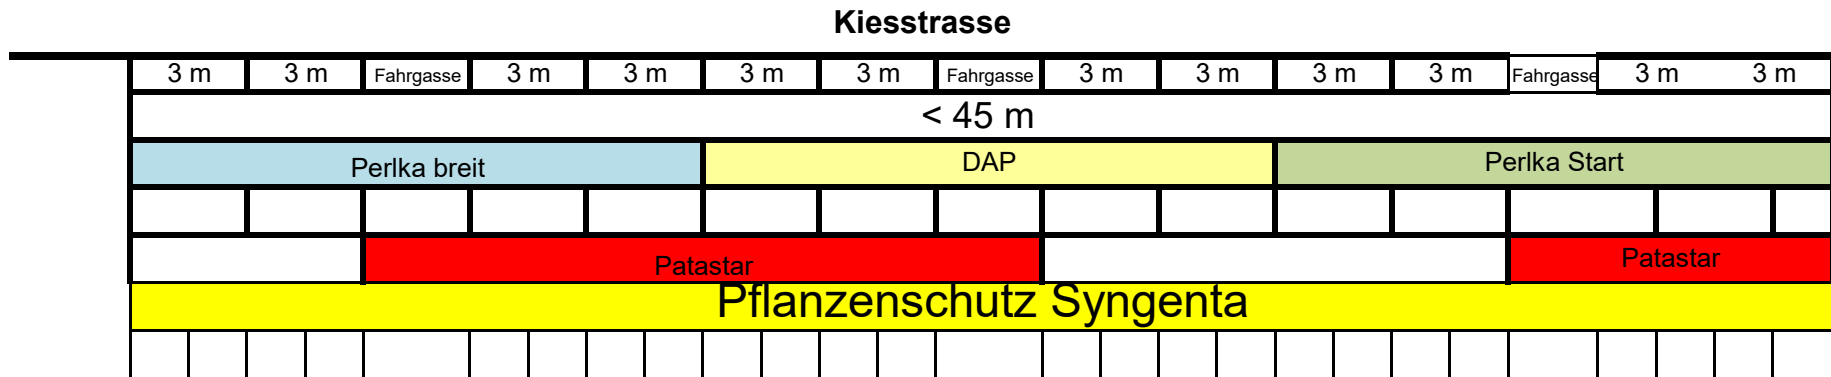 Kiesstrasse
3 m 3 m Fahrgasse 3 m 3 m 3 m 3 m Fahrgasse 3 m 3 m 3 m 3 m Fahrgasse 3 m 3 m
< 45 m
Perlka breit DAP Perlka Start
Patastar Patastar
Pflanzenschutz Syngenta